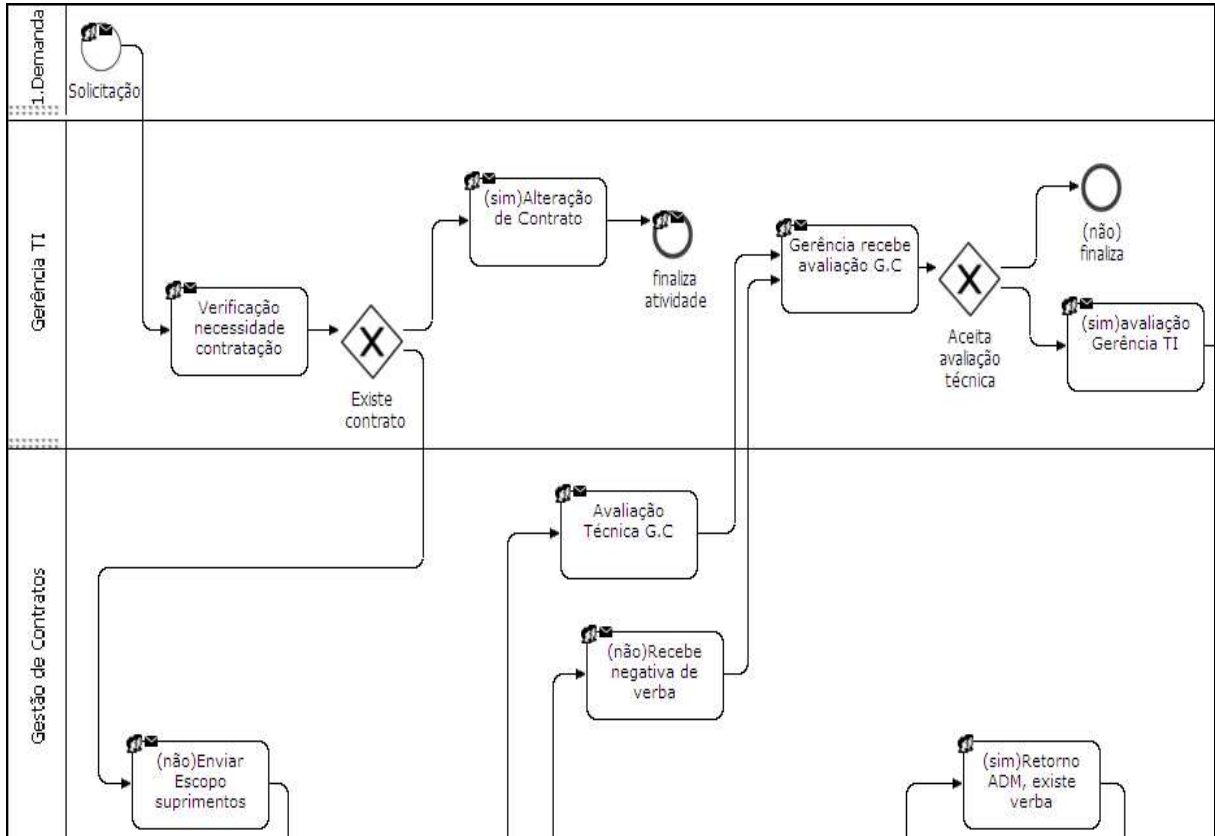 1.Demanda
Solicitação
Gerência TI
Verificação
necessidade
contratação
Existe
contrato
(sim)Alteração
de Contrato
finaliza
atividade
Gerência recebe
avaliação G.C
Aceita
avaliação
técnica
(não)
finaliza
(sim)avaliação
Gerência TI
Gestão de Contratos
Avaliação
Técnica G.C
(não)Recebe
negativa de
verba
(não)Enviar
Escopo
suprimentos
(sim)Retorno
ADM, existe
verba